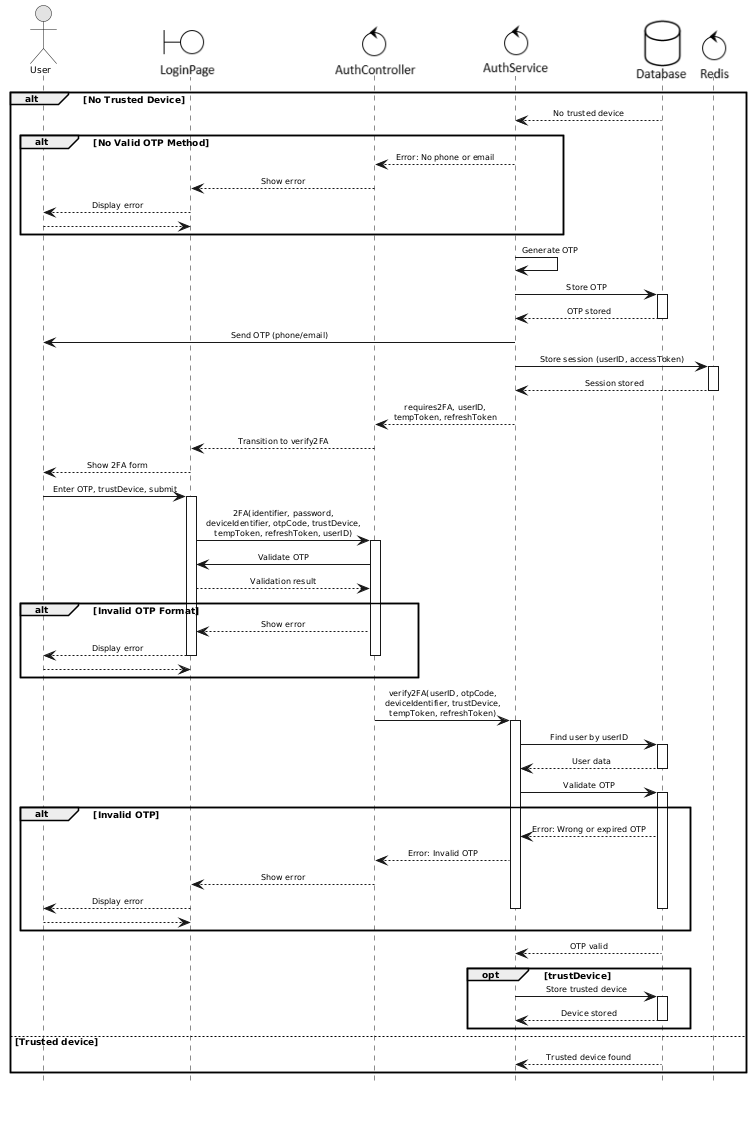 User
LoginPage
AuthController
AuthService
Database
Redis
alt
[No Trusted Device]
No trusted device
alt
[No Valid OTP Method]
Error: No phone or email
Show error
Display error
Generate OTP
Store OTP
OTP stored
Send OTP (phone/email)
Store session (userID, accessToken)
Session stored
requires2FA, userID,
tempToken, refreshToken
Transition to verify2FA
Show 2FA form
Enter OTP, trustDevice, submit
2FA(identifier, password,
deviceIdentifier, otpCode, trustDevice,
tempToken, refreshToken, userID)
Validate OTP
Validation result
alt
[Invalid OTP Format]
Show error
Display error
verify2FA(userID, otpCode,
deviceIdentifier, trustDevice,
tempToken, refreshToken)
Find user by userID
User data
Validate OTP
alt
[Invalid OTP]
Error: Wrong or expired OTP
Error: Invalid OTP
Show error
Display error
OTP valid
opt
[trustDevice]
Store trusted device
Device stored
[Trusted device]
Trusted device found